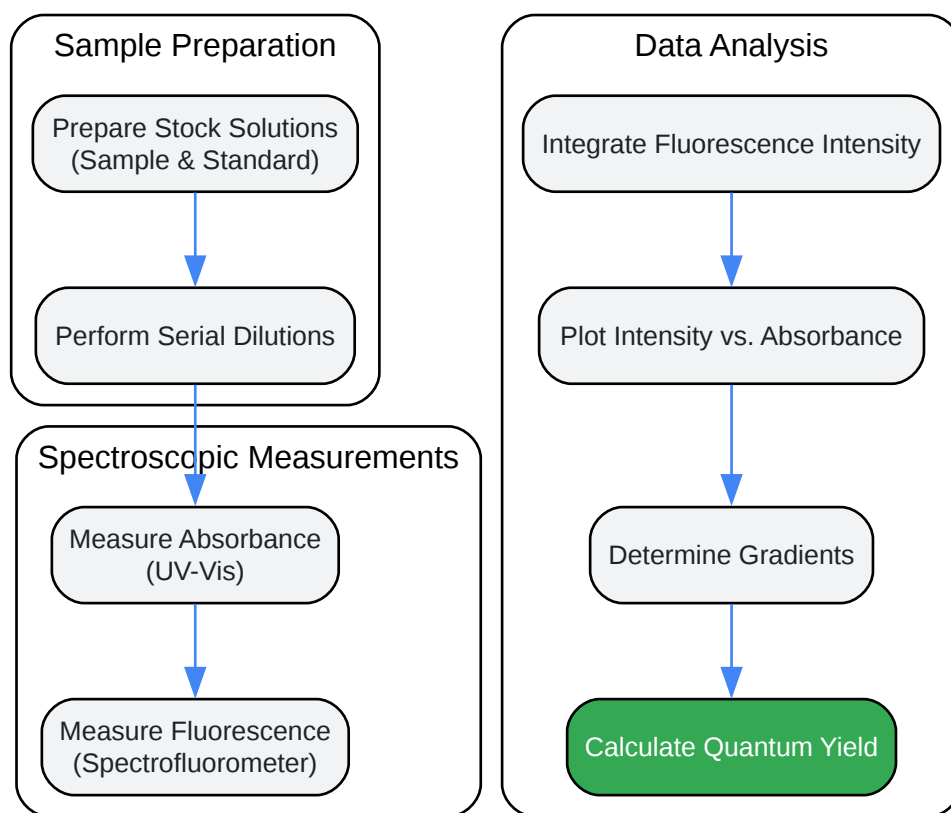 Sample Preparation
Prepare Stock Solutions
(Sample & Standard)
Perform Serial Dilutions
Spectroscopic Measurements
Measure Absorbance
(UV-Vis)
Measure Fluorescence
(Spectrofluorometer)
Data Analysis
Integrate Fluorescence Intensity
Plot Intensity vs. Absorbance
Determine Gradients
Calculate Quantum Yield